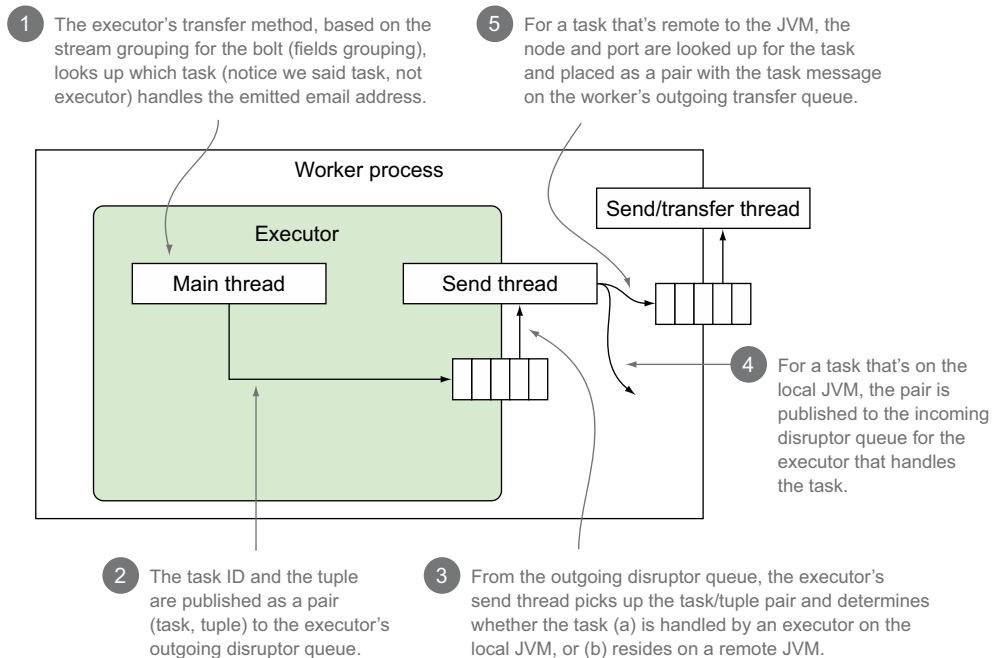 1
The executor’s transfer method, based on the
stream grouping for the bolt (fields grouping),
looks up which task (notice we said task, not
executor) handles the emitted email address.
5
For a task that’s remote to the JVM, the
node and port are looked up for the task
and placed as a pair with the task message
on the worker’s outgoing transfer queue.
Worker process
Send/transfer thread
Executor
Main thread
Send thread
4
For a task that’s on the
local JVM, the pair is
published to the incoming
disruptor queue for the
executor that handles
the task.
2
The task ID and the tuple
are published as a pair
(task, tuple) to the executor’s
outgoing disruptor queue.
3
From the outgoing disruptor queue, the executor’s
send thread picks up the task/tuple pair and determines
whether the task (a) is handled by an executor on the
local JVM, or (b) resides on a remote JVM.